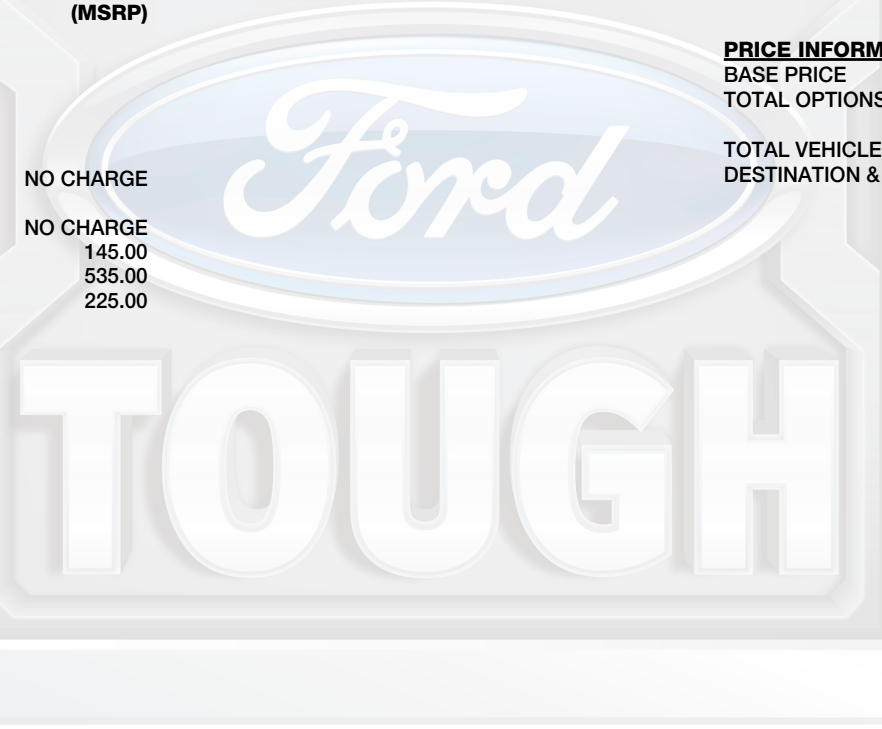 (MSRP)
NO CHARGE
NO CHARGE
145.00
535.00
225.00
PRICE INFORM
BASE PRICE
TOTAL OPTIONS
TOTAL VEHICLE
DESTINATION &
Ford
TOUGH